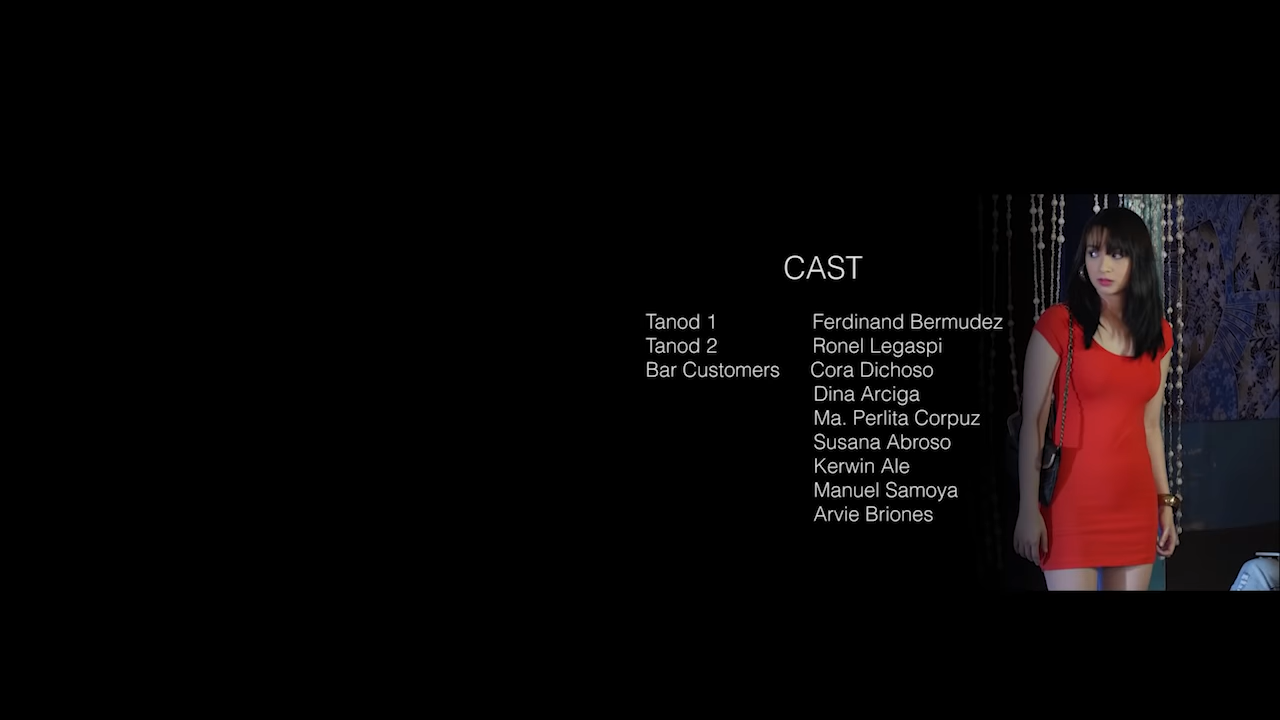 CAST
Tanod 1 Ferdinand Bermudez
Tanod 2 Ronel Legaspi
Bar Customers Cora Dichoso
Dina Arciga
Ma. Perlita Corpuz
Susana Abroso
Kerwin Ale
Manuel Samoya
Arvie Briones